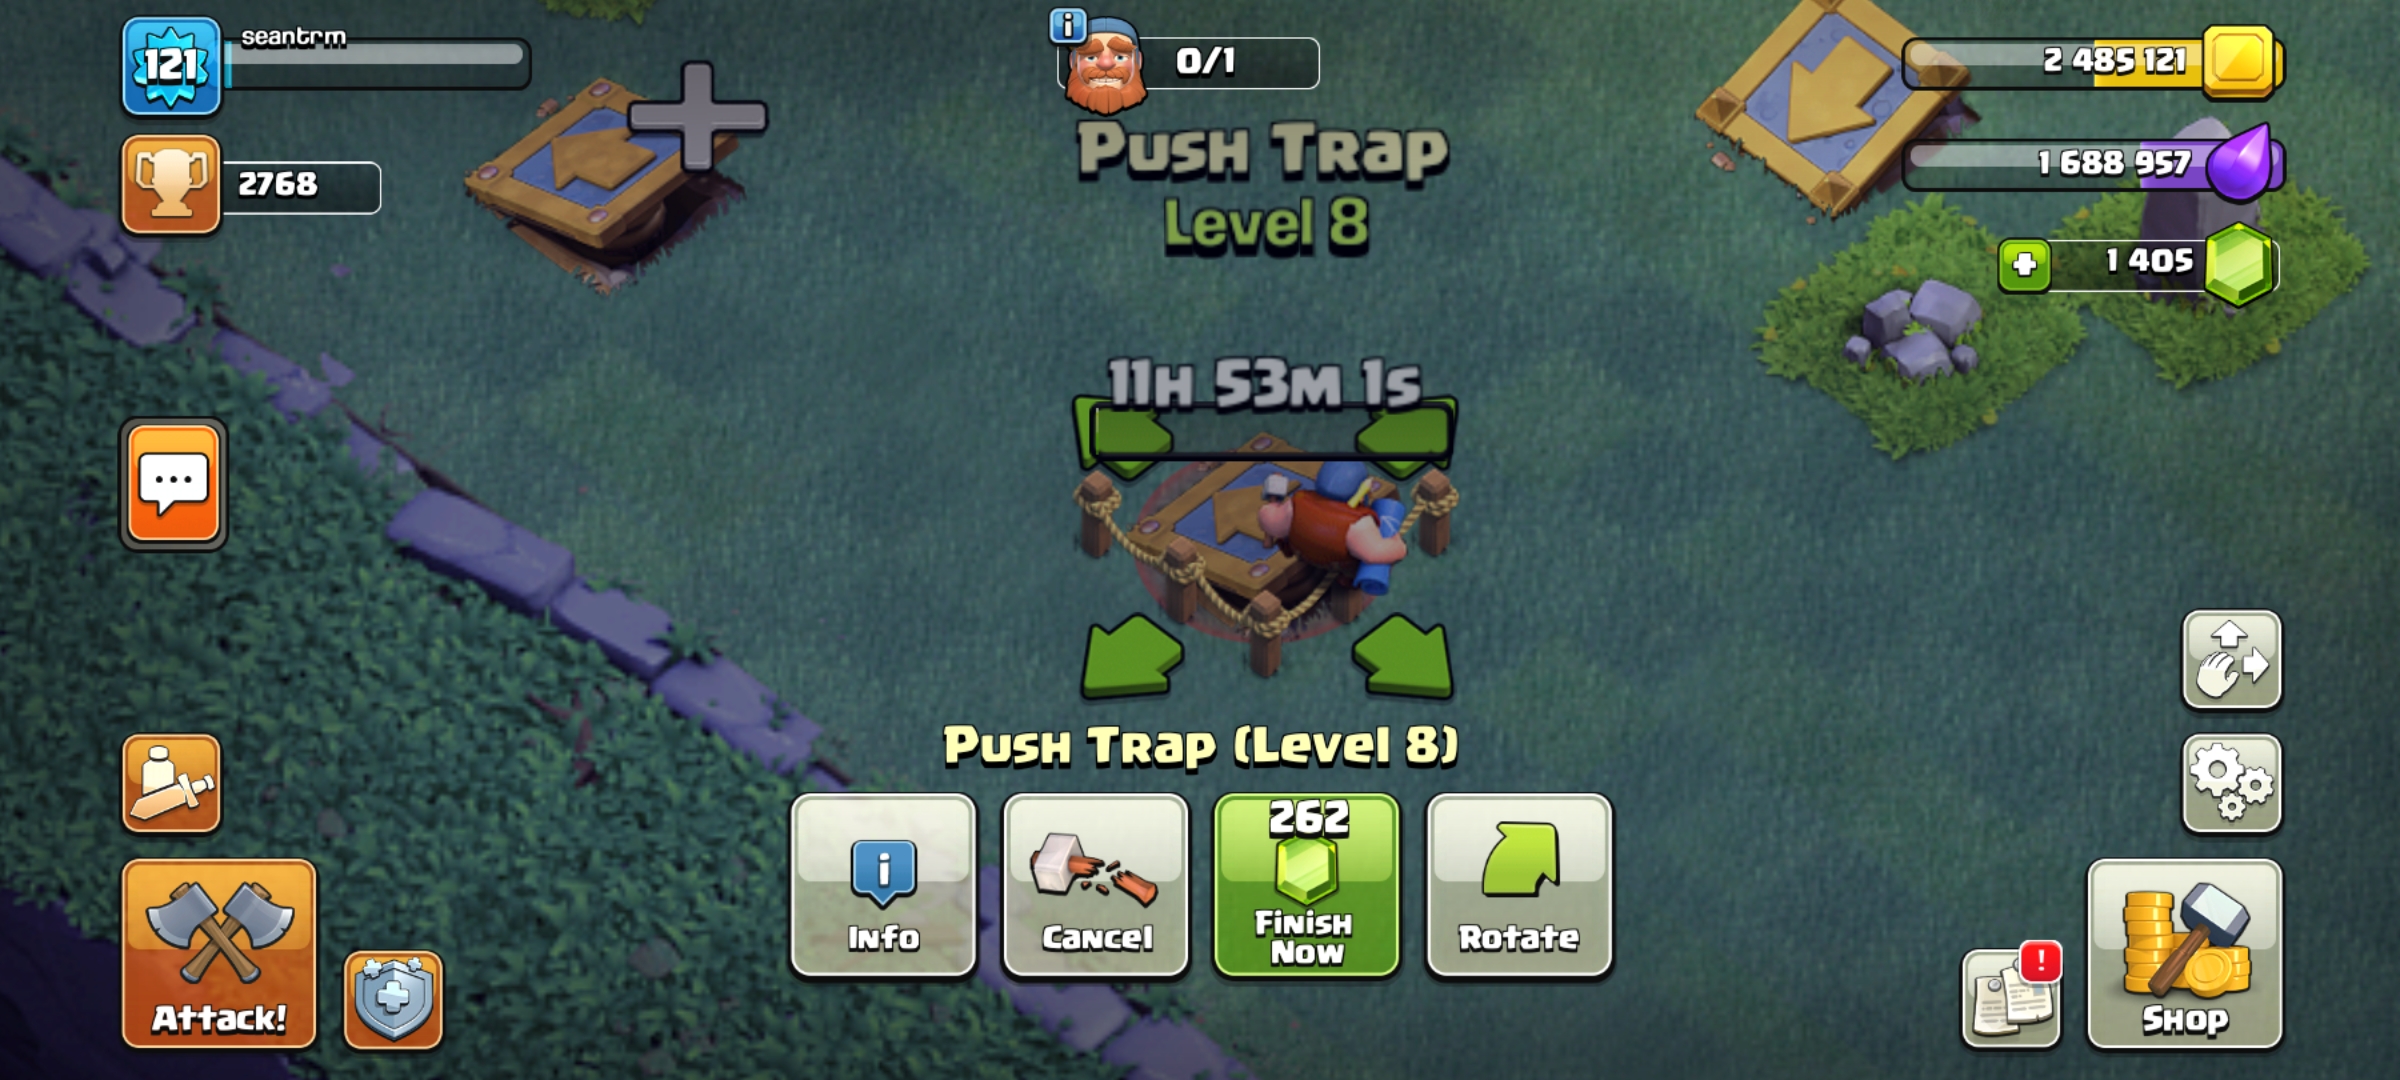 121
seantrm
0/1
2 485 121
2768
Push Trap
Level 8
1 688 957
1 405
11H 53M 1S
Push Trap (Level 8)
Info
Cancel
262
Finish
Now
Rotate
Attack!
!
Shop